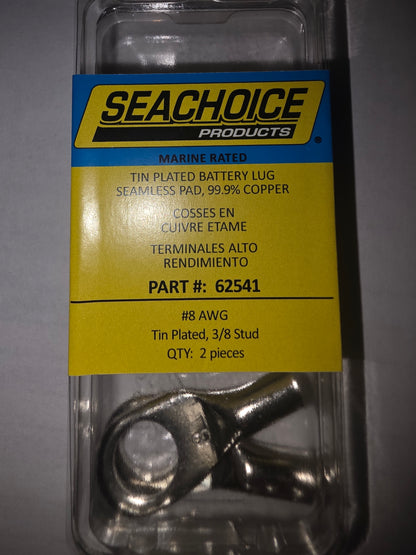 SEACHOICE
PRODUCTS
®
MARINE RATED
TIN PLATED BATTERY LUG
SEAMLESS PAD, 99.9% COPPER
COSSES EN
CUIVRE ETAME
TERMINALES ALTO
RENDIMIENTO
PART #: 62541
#8 AWG
Tin Plated, 3/8 Stud
QTY: 2 pieces
8